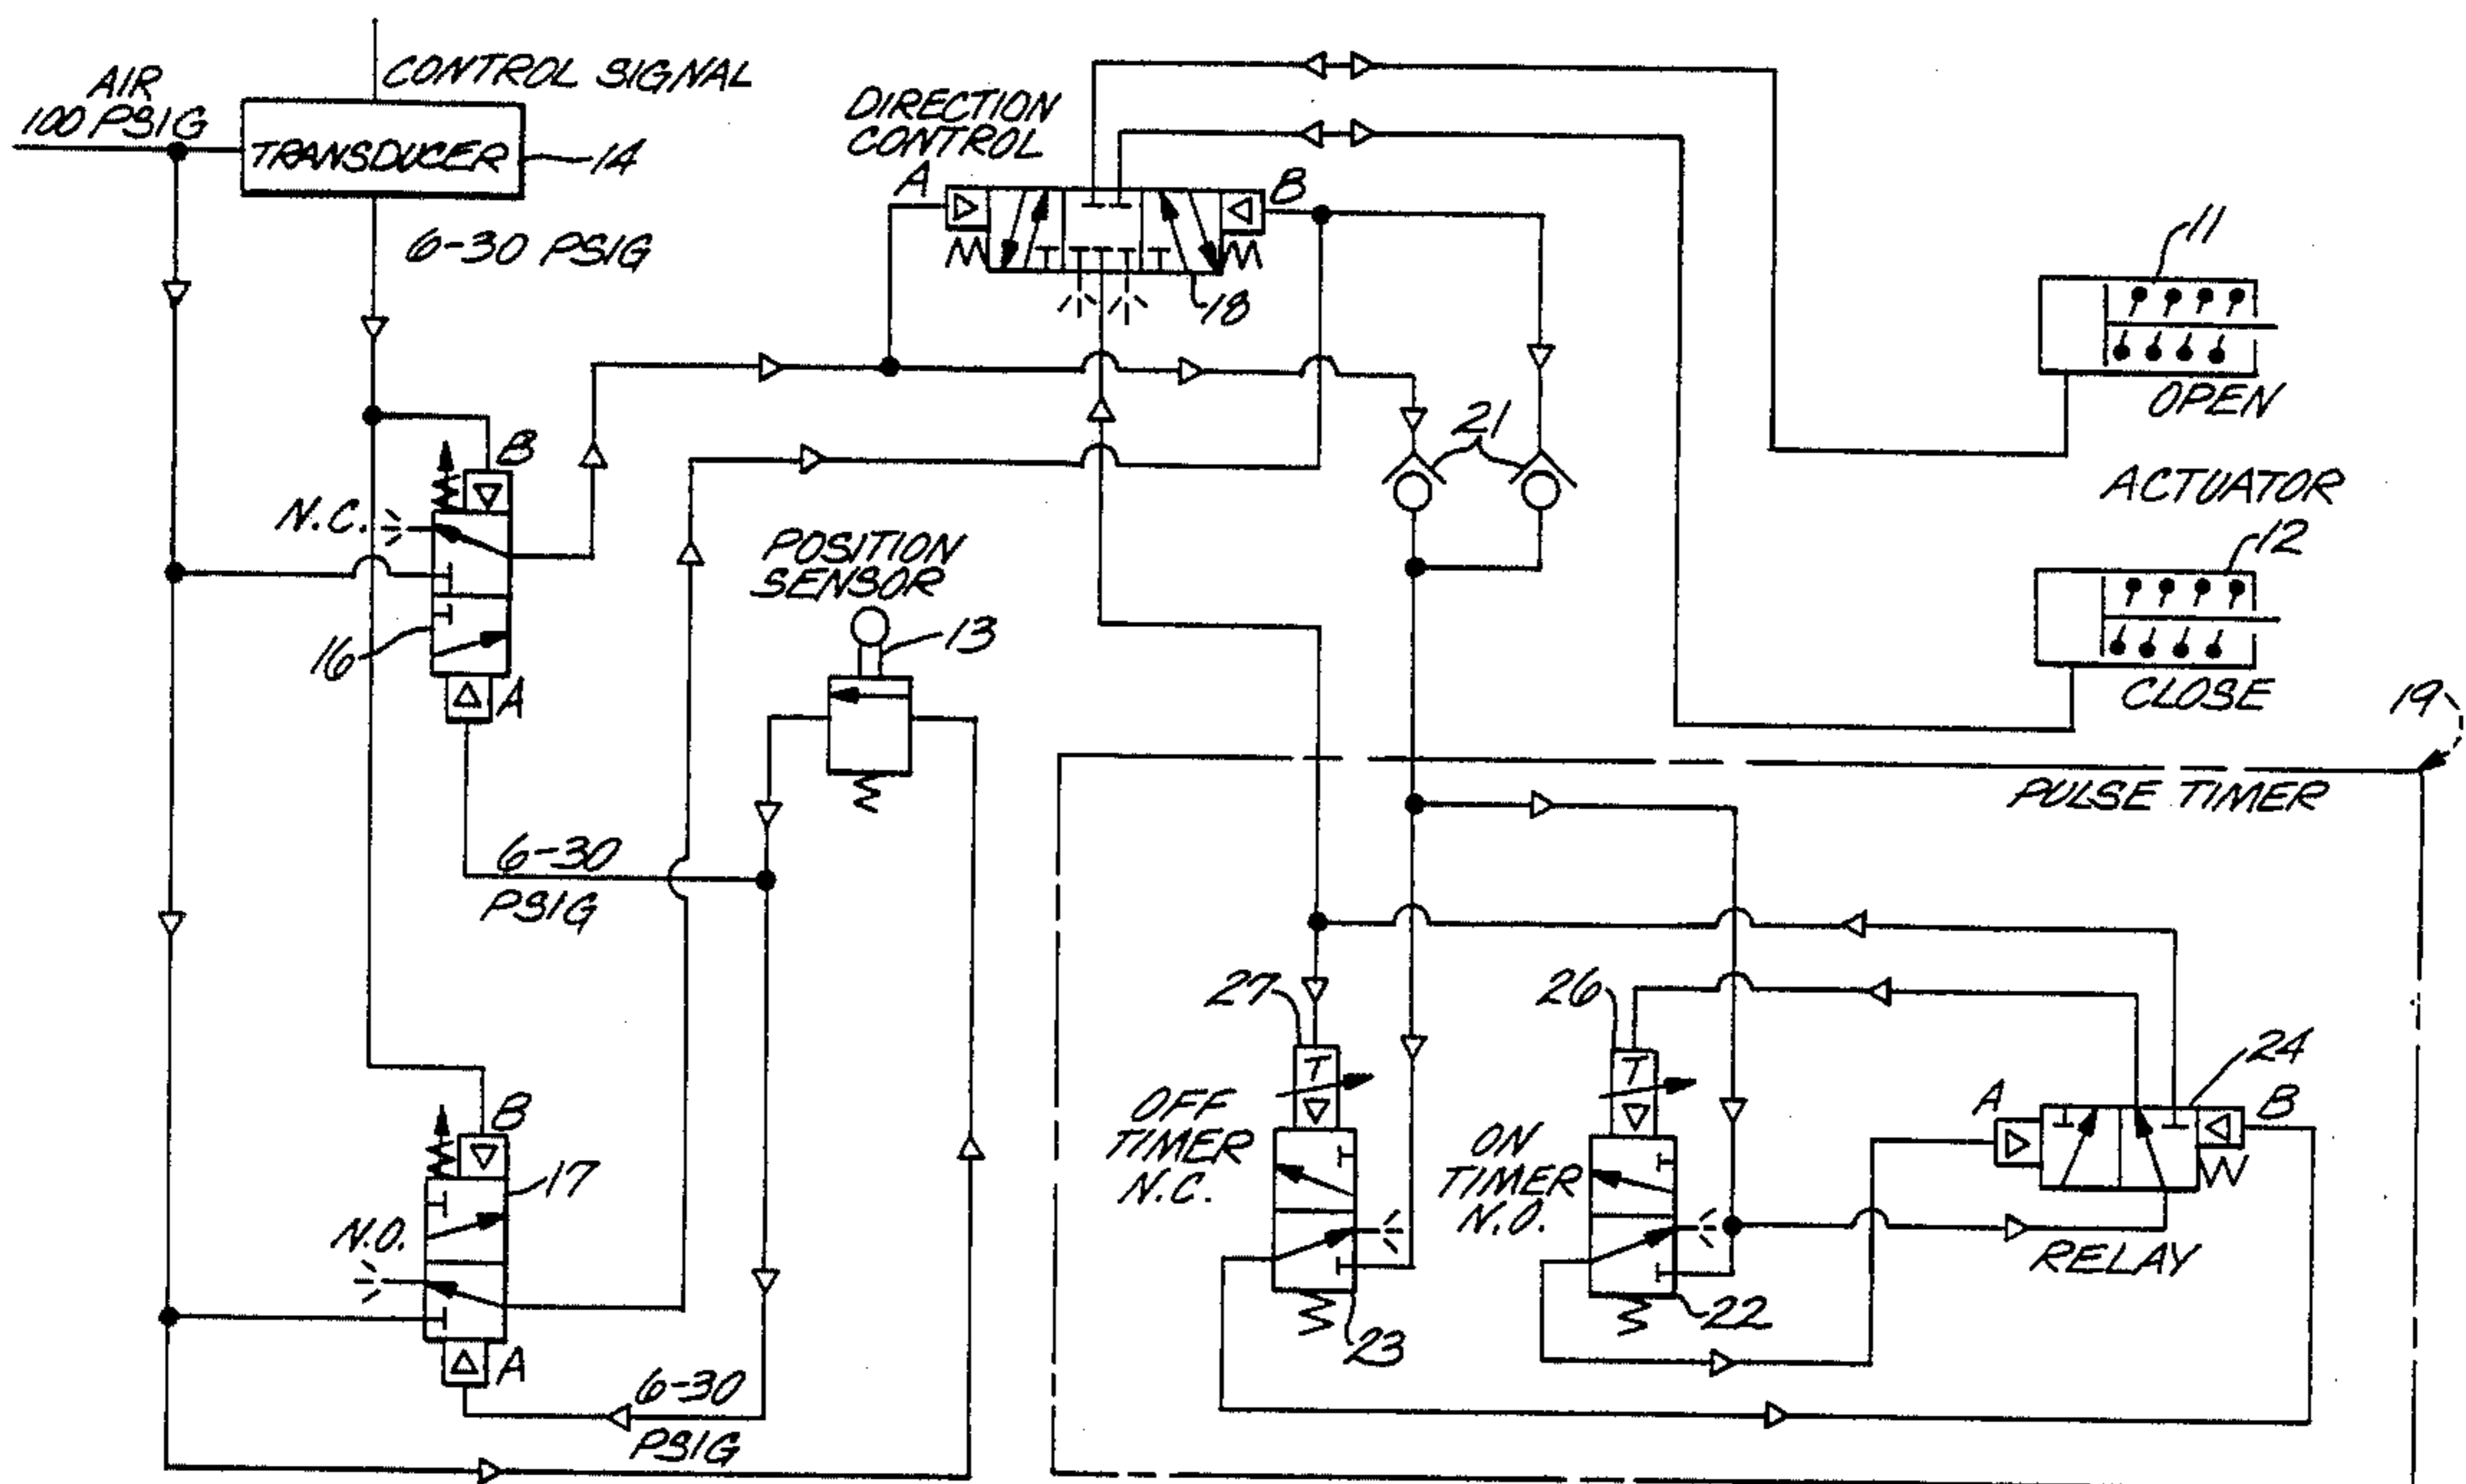 AIR
100 PSIG
CONTROL SIGNAL
TRANSDUCER
14
6-30 PSIG
DIRECTION
CONTROL
A
B
18
11
OPEN
ACTUATOR
12
CLOSE
21
B
N.C.
16
A
POSITION
SENSOR
13
6-30
PSIG
19
PULSE TIMER
27
T
OFF
TIMER
N.C.
23
26
T
ON
TIMER
N.O.
22
24
A
B
RELAY
B
17
N.O.
A
6-30
PSIG